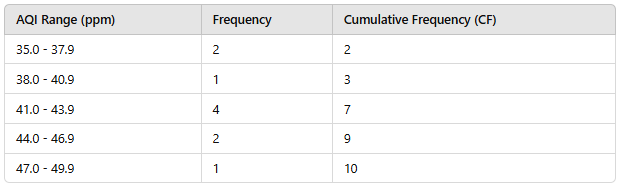 AQI Range (ppm) Frequency Cumulative Frequency (CF)
35.0 - 37.9 2 2
38.0 - 40.9 1 3
41.0 - 43.9 4 7
44.0 - 46.9 2 9
47.0 - 49.9 1 10